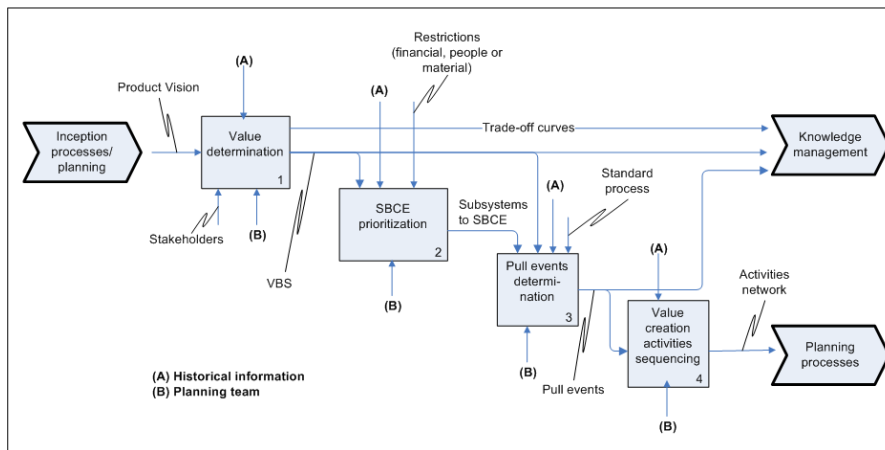 Restrictions
(financial, people or
material)
(A)
Product Vision
(A)
Inception
processes/
planning
Value
determination
1
Trade-off curves
Knowledge
management
Stakeholders
(B)
VBS
SBCE
prioritization
2
Subsystems
to SBCE
(A)
Standard
process
(B)
Pull events
determi-
nation
3
(A)
Activities
network
(B)
Pull events
Value
creation
activities
sequencing
4
Planning
processes
(B)
(A) Historical information
(B) Planning team